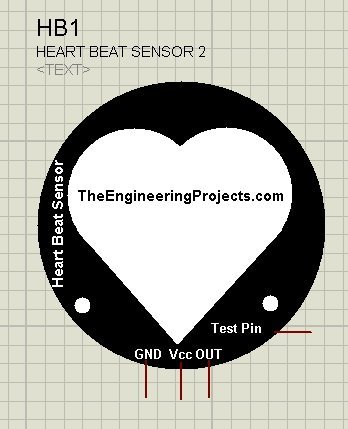 HB1
HEART BEAT SENSOR 2
<TEXT>
TheEngineeringProjects.com
Heart Beat Sensor
Test Pin
GND Vcc OUT